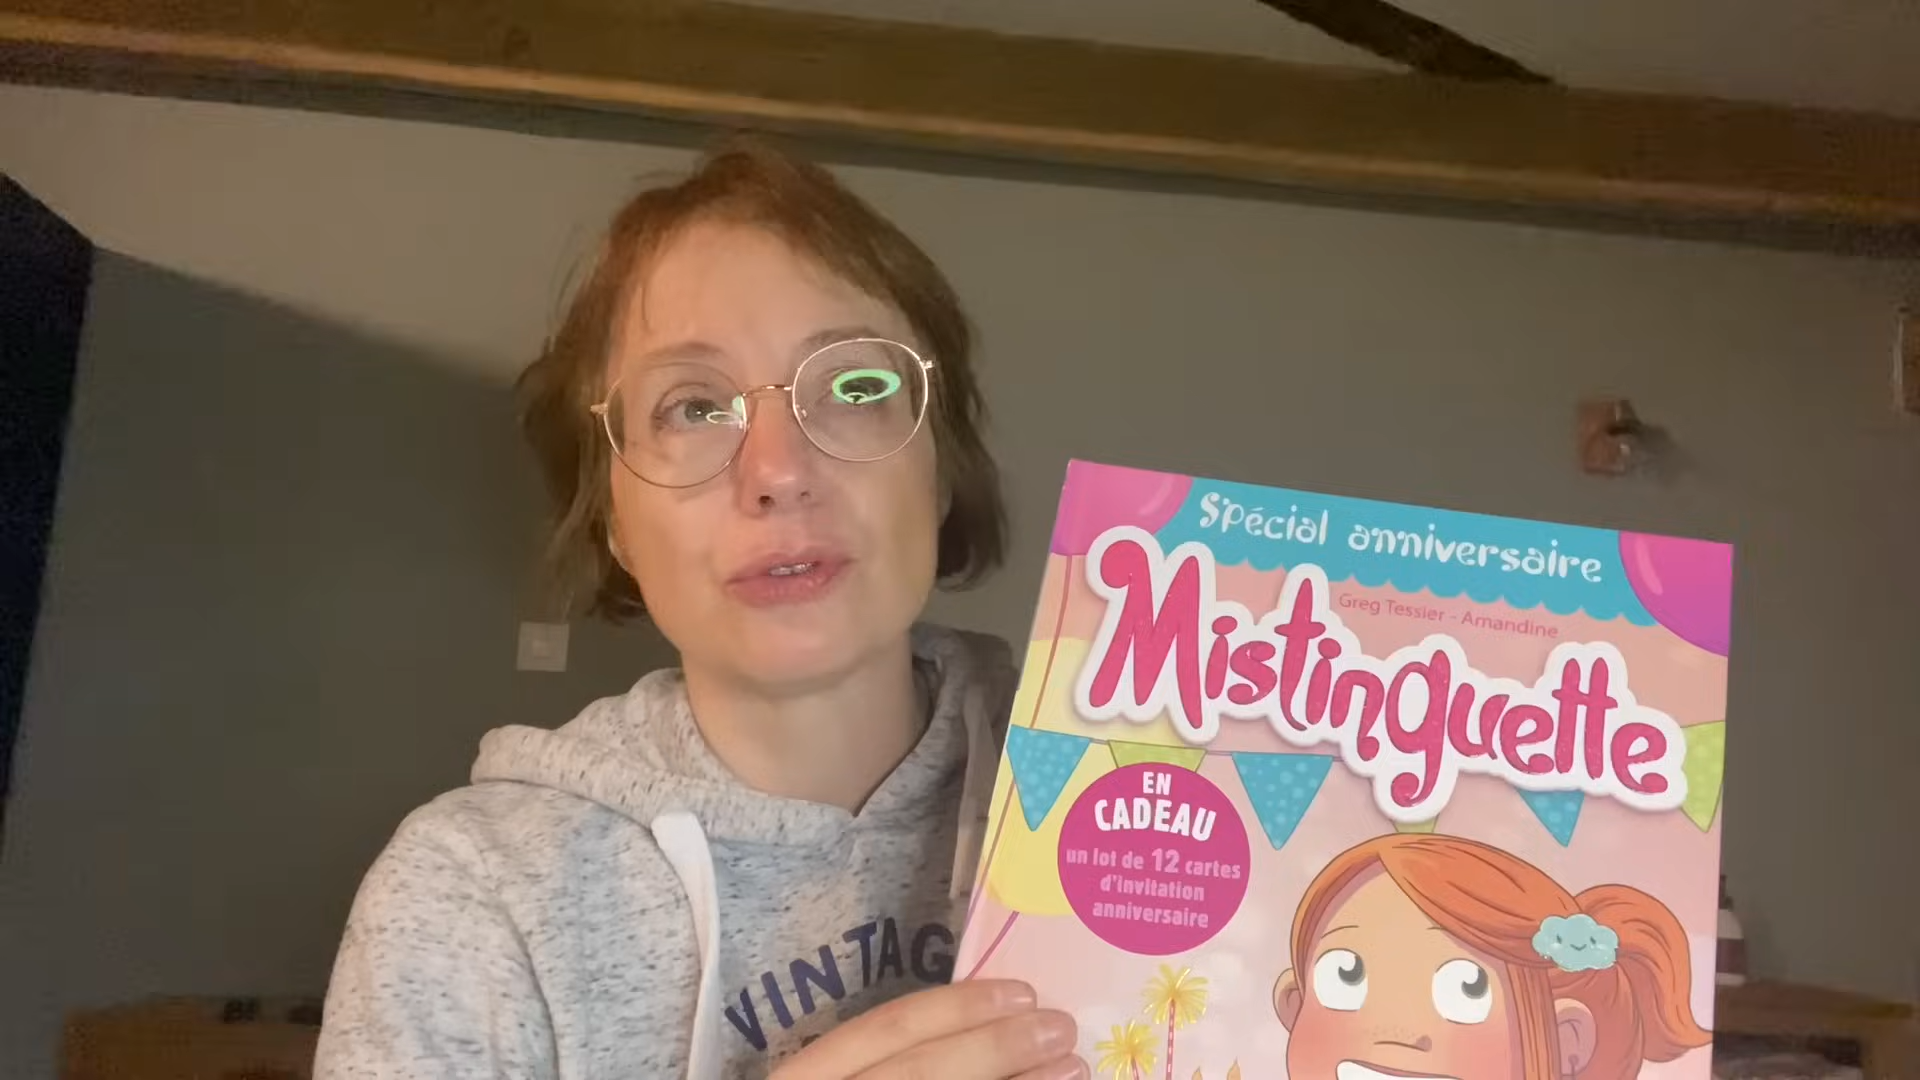 Spécial anniversaire
Greg Tessier - Amandine
Mistinguette
EN
CADEAU
un lot de 12 cartes
d'invitation
anniversaire
VINTAG